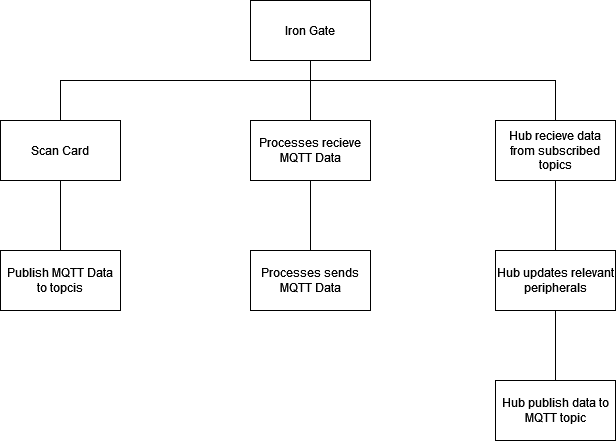 Iron Gate
Scan Card
Processes recieve
MQTT Data
Hub recieve data
from subscribed
topics
Publish MQTT Data
to topcis
Processes sends
MQTT Data
Hub updates relevant
peripherals
Hub publish data to
MQTT topic